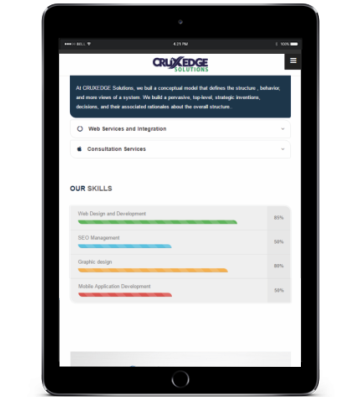 4:21 PM
CRUXEDGE
SOLUTIONS
At CRUXEDGE Solutions, we buil a conceptual model that defines the structure , behavior,
and more views of a system. We build a pervasive, top-level, strategic inventions,
decisions, and their associated rationales about the overall structure.
Web Services and Integration
Consultation Services
OUR SKILLS
Web Design and Development
SEO Management
50%
Graphic design
80%
Mobile Application Development
50%